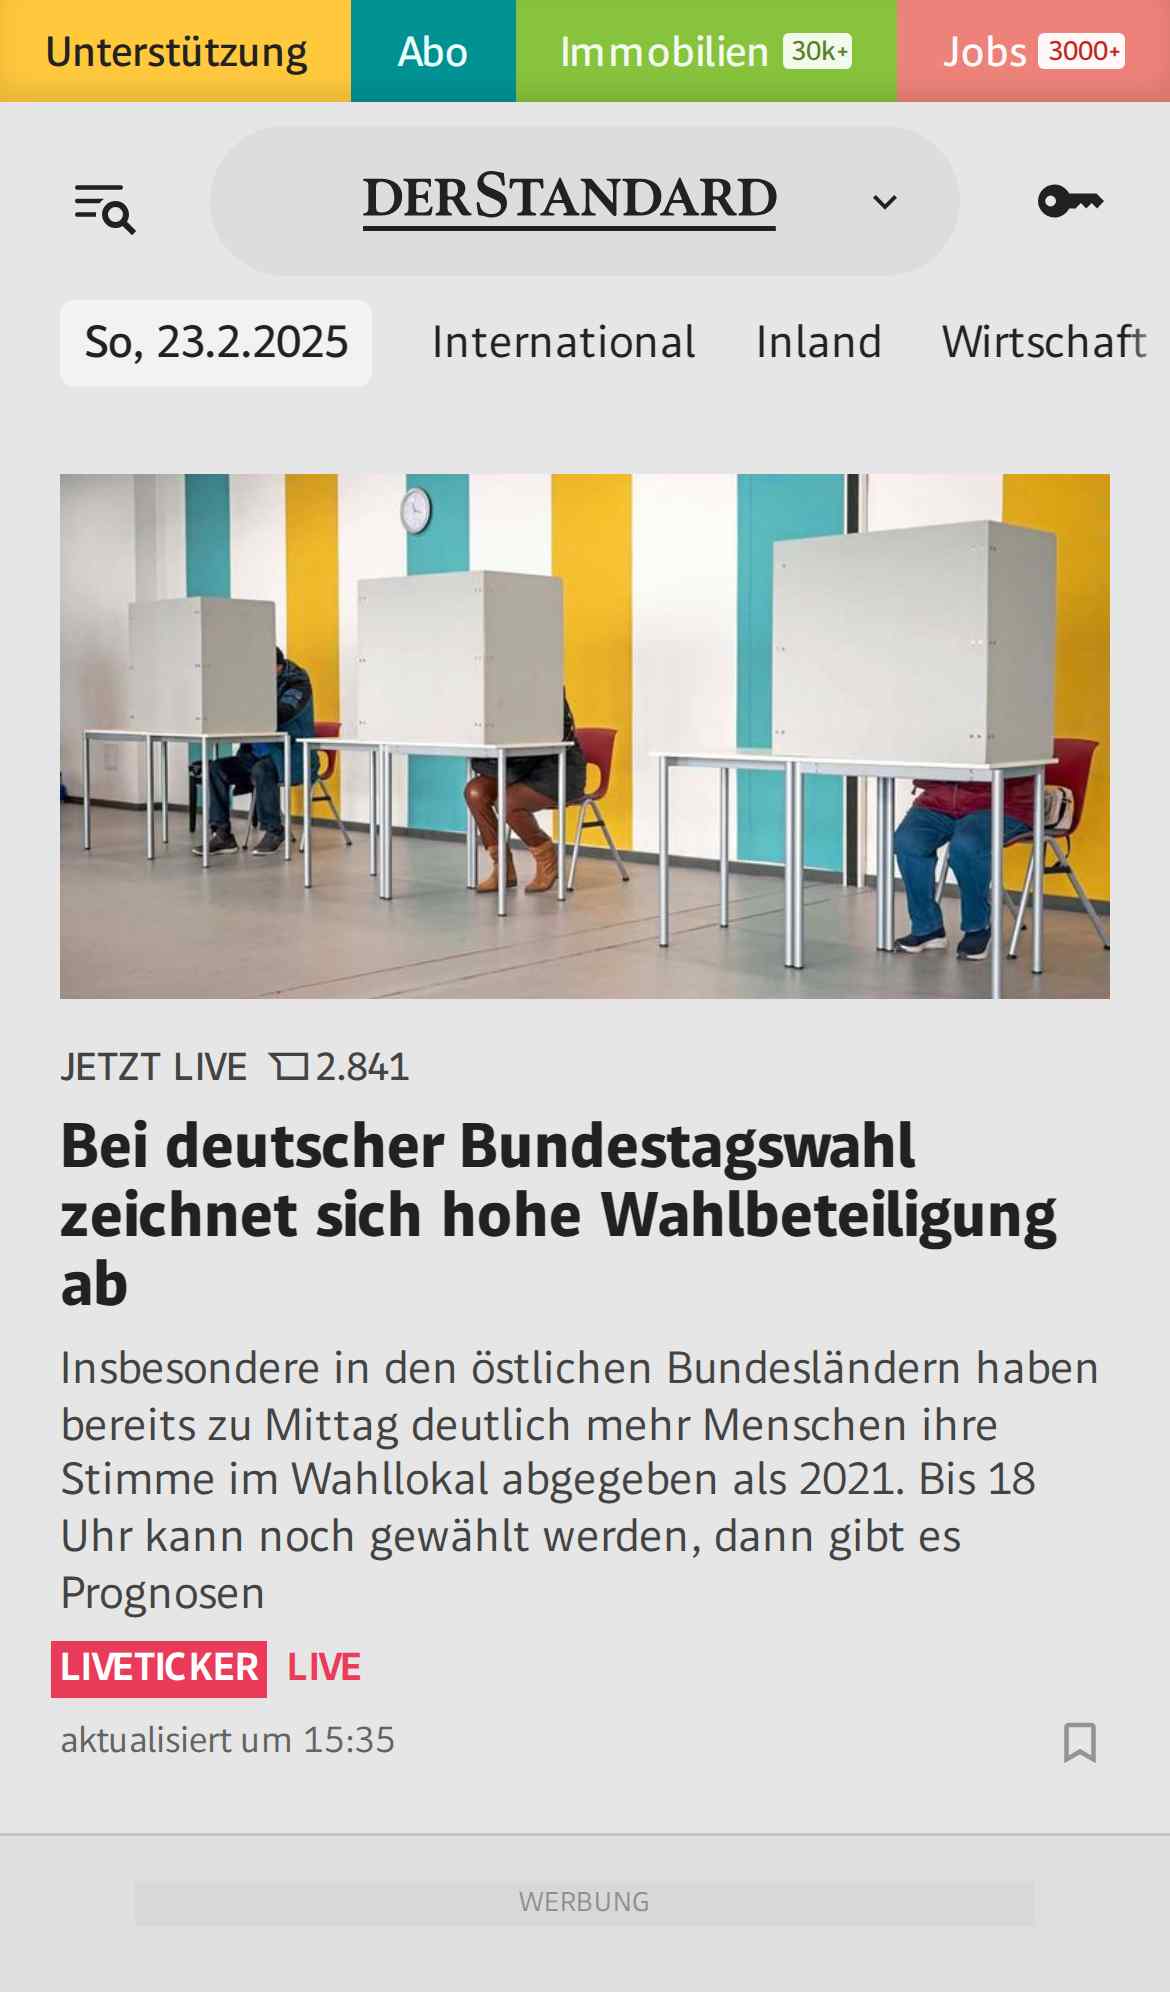 Unterstützung Abo Immobilien 30k+ Jobs 3000+
DERSTANDARD
So, 23.2.2025 International Inland Wirtschaft
JETZT LIVE 2.841
Bei deutscher Bundestagswahl
zeichnet sich hohe Wahlbeteiligung
ab
Insbesondere in den östlichen Bundesländern haben
bereits zu Mittag deutlich mehr Menschen ihre
Stimme im Wahllokal abgegeben als 2021. Bis 18
Uhr kann noch gewählt werden, dann gibt es
Prognosen
LIVETICKER LIVE
aktualisiert um 15:35
WERBUNG